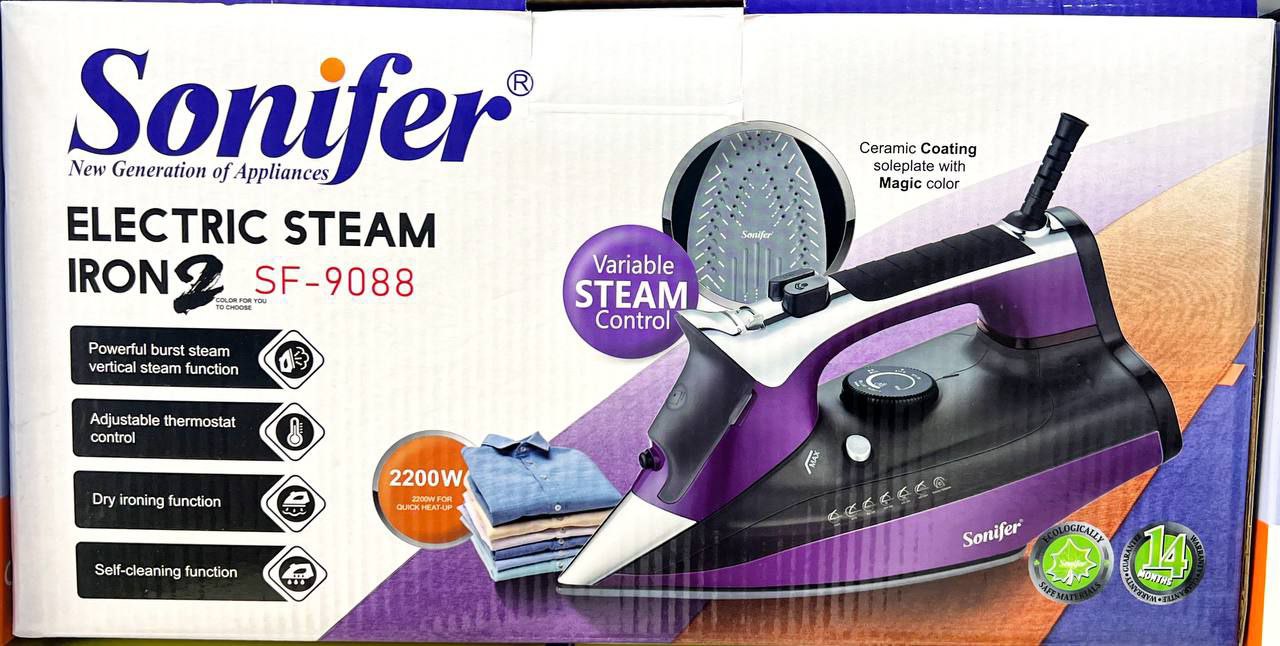 Sonifer®
New Generation of Appliances
ELECTRIC STEAM
IRON 2 SF-9088
COLOR FOR YOU
TO CHOOSE
Powerful burst steam
vertical steam function
Adjustable thermostat
control
Dry ironing function
Self-cleaning function
Variable
STEAM
Control
Sonifer
Ceramic Coating
soleplate with
Magic color
2200W
2200W FOR
QUICK HEAT-UP
MAX
Sonifer
ECOLOGICALLY
Sonifer
SAFE MATERIALS
GUARANTEE
WARRANTY
14
MONTHS